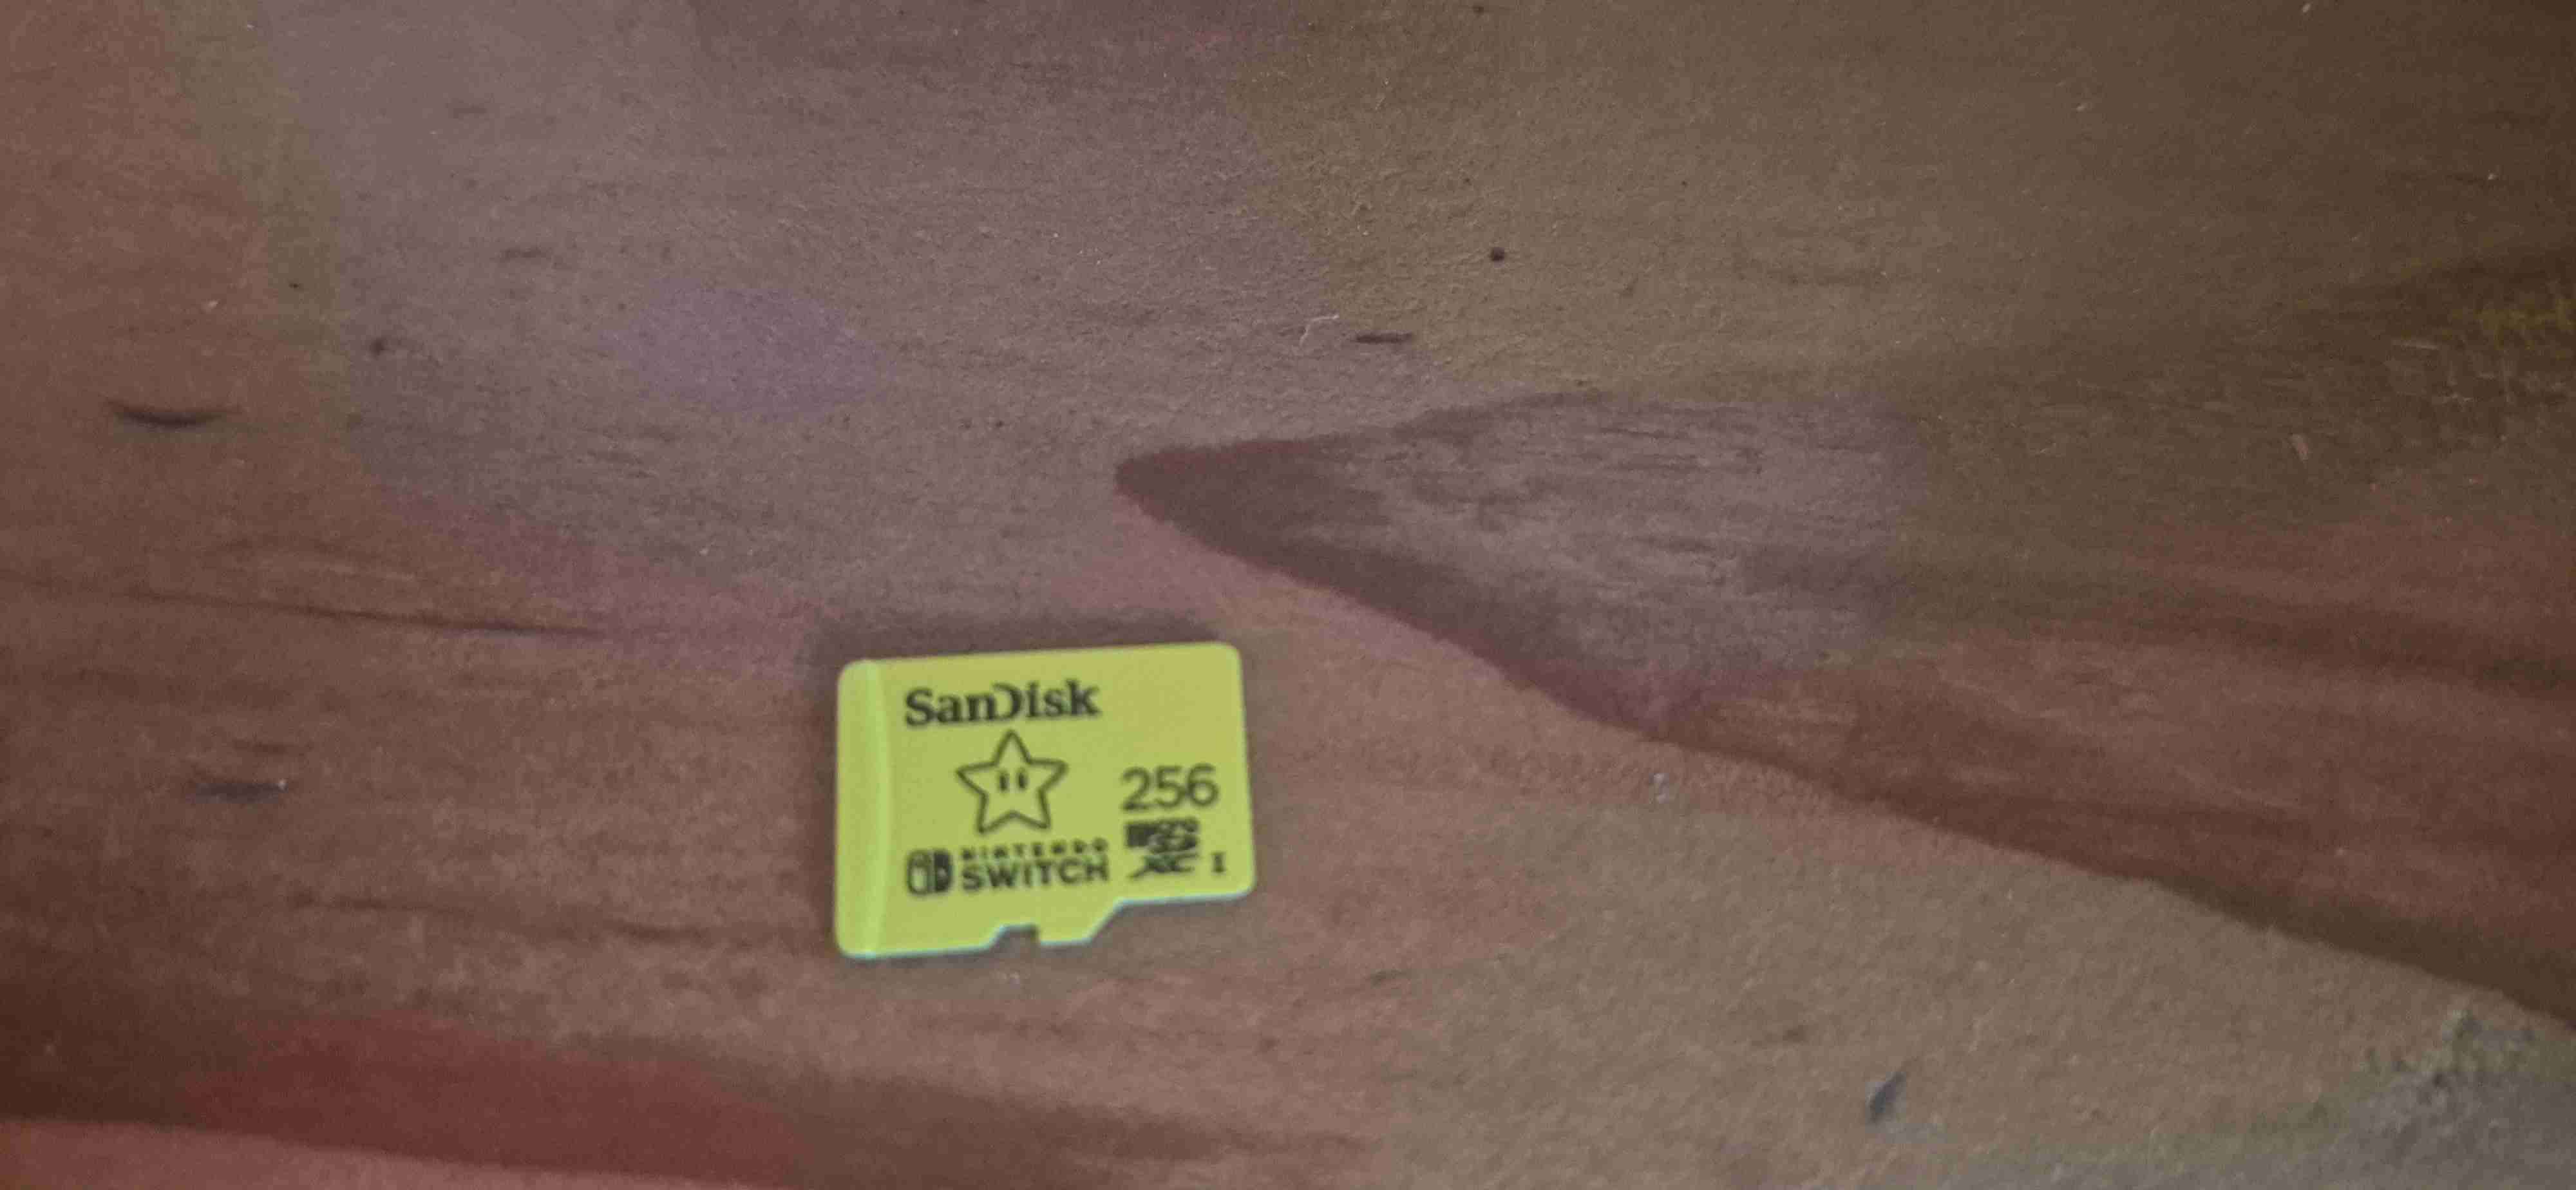 SanDisk
256
NINTENDO
SWITCH
micro
SD
XC I